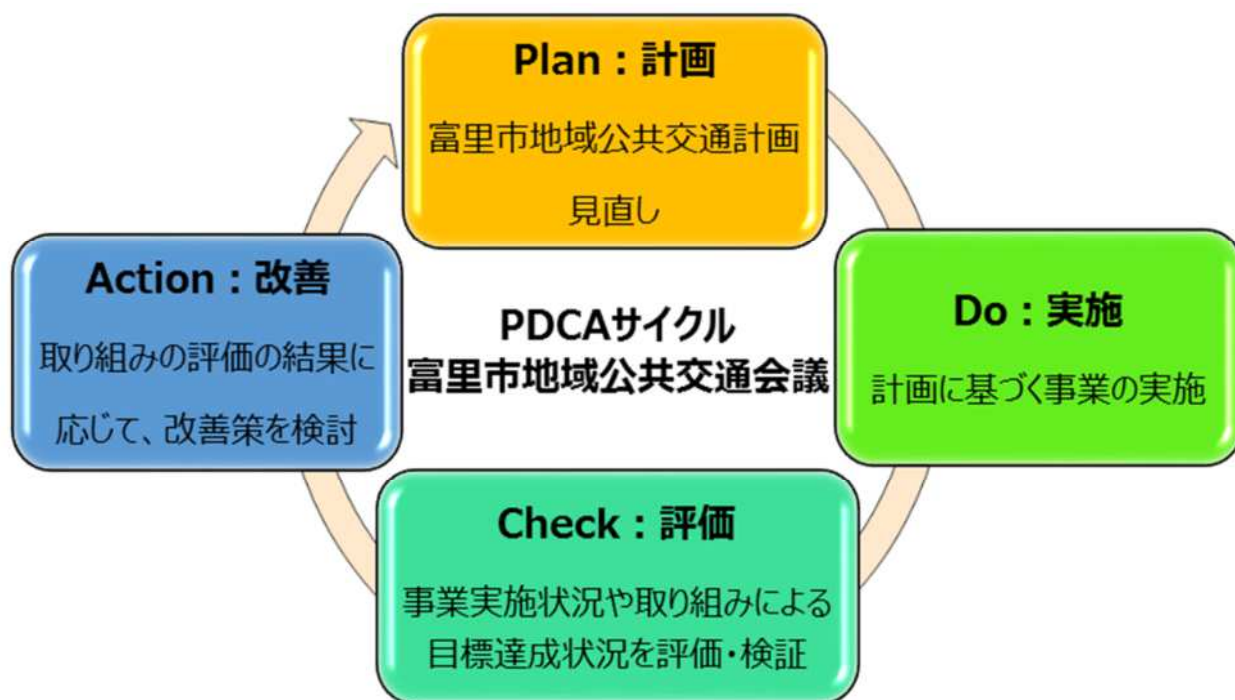 Plan：計画
富里市地域公共交通計画
見直し
Do：実施
計画に基づく事業の実施
Check：評価
事業実施状況や取り組みによる
目標達成状況を評価・検証
Action：改善
取り組みの評価の結果に
応じて、改善策を検討
PDCAサイクル
富里市地域公共交通会議